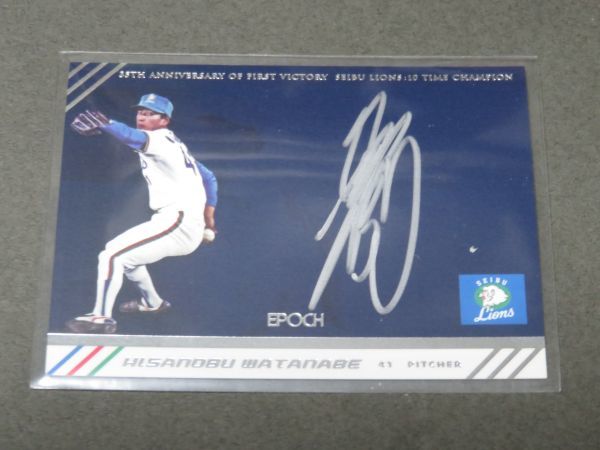 35TH ANNIVERSARY OF FIRST VICTORY SEIBU LIONS:10 TIME CHAMPION
SEIBU
Lions
EPOCH
HISANOBU WATANABE 41 PITCHER